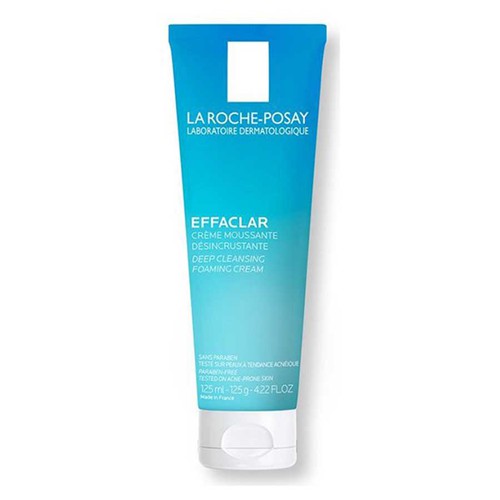 LA ROCHE-POSAY
LABORATOIRE DERMATOLOGIQUE
EFFACLAR
CRÈME MOUSSANTE
DÉSINCRUSTANTE
DEEP CLEANSING
FOAMING CREAM
SANS PARABEN
TESTÉ SUR PEAUX À TENDANCE ACNÉIQUE
PARABEN-FREE
TESTED ON ACNE-PRONE SKIN
125 ml - 125 g - 4.22 FL.OZ
Made in France